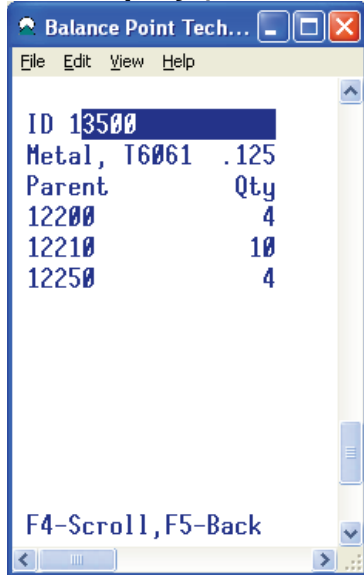 Balance Point Tech...
File Edit View Help
ID 13500
Metal, T6061 .125
Parent Qty
12200 4
12210 10
12250 4
F4-Scroll,F5-Back